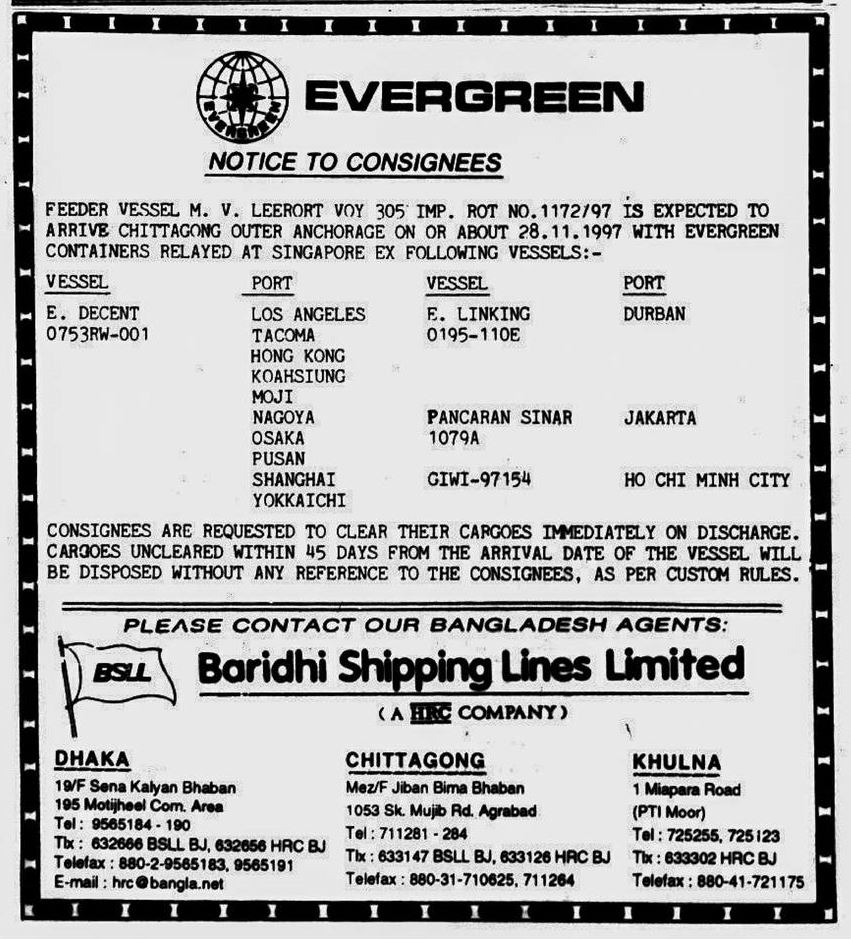 EVERGREEN
EVERGREEN
NOTICE TO CONSIGNEES
FEEDER VESSEL M. V. LEERORT VOY 305 IMP. ROT NO.1172/97 IS EXPECTED TO
ARRIVE CHITTAGONG OUTER ANCHORAGE ON OR ABOUT 28.11.1997 WITH EVERGREEN
CONTAINERS RELAYED AT SINGAPORE EX FOLLOWING VESSELS:-
VESSEL PORT VESSEL PORT
E. DECENT LOS ANGELES E. LINKING DURBAN
0753RW-001 TACOMA 0195-110E
HONG KONG
KOAHSIUNG
MOJI
NAGOYA PANCARAN SINAR JAKARTA
OSAKA 1079A
PUSAN
SHANGHAI GIWI-97154 HO CHI MINH CITY
YOKKAICHI
CONSIGNEES ARE REQUESTED TO CLEAR THEIR CARGOES IMMEDIATELY ON DISCHARGE.
CARGOES UNCLEARED WITHIN 45 DAYS FROM THE ARRIVAL DATE OF THE VESSEL WILL
BE DISPOSED WITHOUT ANY REFERENCE TO THE CONSIGNEES, AS PER CUSTOM RULES.
PLEASE CONTACT OUR BANGLADESH AGENTS:
BSLL
Baridhi Shipping Lines Limited
(A HRC COMPANY)
DHAKA
19/F Sena Kalyan Bhaban
195 Motijheel Com. Area
Tel : 9565184 - 190
Tlx : 632666 BSLL BJ, 632656 HRC BJ
Telefax : 880-2-9565183, 9565191
E-mail : hrc@bangla.net
CHITTAGONG
Mez/F Jiban Bima Bhaban
1053 Sk. Mujib Rd. Agrabad
Tel : 711281 - 284
Tlx : 633147 BSLL BJ, 633126 HRC BJ
Telefax : 880-31-710625, 711264
KHULNA
1 Miapara Road
(PTI Moor)
Tel : 725255, 725123
Tlx : 633302 HRC BJ
Telefax : 880-41-721175